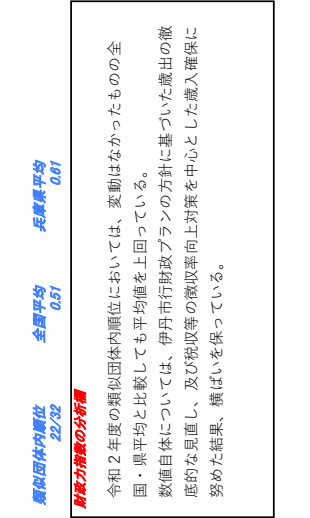 類似団体内順位 全国平均 兵庫県平均
22/32 0.51 0.61
財政力指数の分析欄
令和２年度の類似団体内順位においては、変動はなかったものの全
国・県平均と比較しても平均値を上回っている。
数値自体については、伊丹市行財政プランの方針に基づいた歳出の徹
底的な見直し、及び税収等の徴収率向上対策を中心とした歳入確保に
努めた結果、横ばいを保っている。